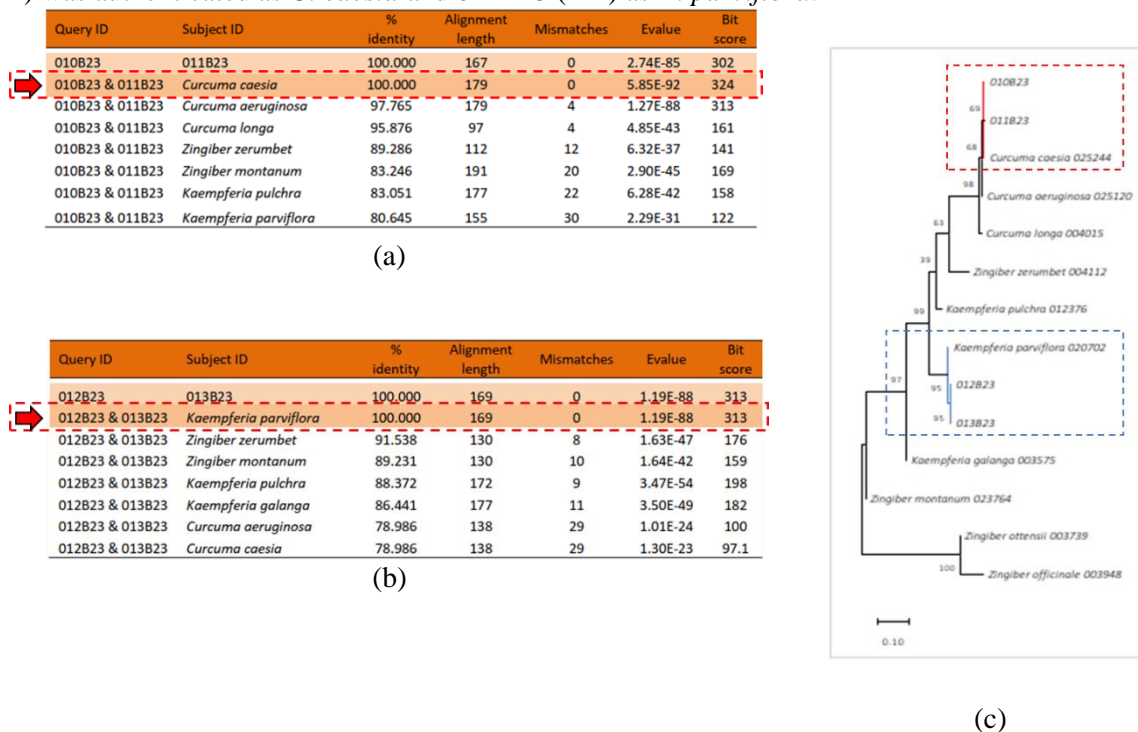 was authenticated as C. caesia and
Query ID Subject ID % identity Alignment length Mismatches Evalue Bit score
010B23 011B23 100.000 167 0 2.74E-85 302
010B23 & 011B23 Curcuma caesia 100.000 179 0 5.85E-92 324
010B23 & 011B23 Curcuma aeruginosa 97.765 179 4 1.27E-88 313
010B23 & 011B23 Curcuma longa 95.876 97 4 4.85E-43 161
010B23 & 011B23 Zingiber zerumbet 89.286 112 12 6.32E-37 141
010B23 & 011B23 Zingiber montanum 83.246 191 20 2.90E-45 169
010B23 & 011B23 Kaempferia pulchra 83.051 177 22 6.28E-42 158
010B23 & 011B23 Kaempferia parviflora 80.645 155 30 2.29E-31 122
(a)
Query ID Subject ID % identity Alignment length Mismatches Evalue Bit score
012B23 013B23 100.000 169 0 1.19E-88 313
012B23 & 013B23 Kaempferia parviflora 100.000 169 0 1.19E-88 313
012B23 & 013B23 Zingiber zerumbet 91.538 130 8 1.63E-47 176
012B23 & 013B23 Zingiber montanum 89.231 130 10 1.64E-42 159
012B23 & 013B23 Kaempferia pulchra 88.372 172 9 3.47E-54 198
012B23 & 013B23 Kaempferia galanga 86.441 177 11 3.50E-49 182
012B23 & 013B23 Curcuma aeruginosa 78.986 138 29 1.01E-24 100
012B23 & 013B23 Curcuma caesia 78.986 138 29 1.30E-23 97.1
(b)
010B23
69
011B23
68
Curcuma caesia 025244
98
Curcuma aeruginosa 025120
63
Curcuma longa 004015
39
Zingiber zerumbet 004112
99
Kaempferia pulchra 012376
Kaempferia parviflora 020702
97
95
012B23
95
013B23
Kaempferia galanga 003575
Zingiber montanum 023764
Zingiber ottensii 003739
100
Zingiber officinale 003948
0.10
(c)